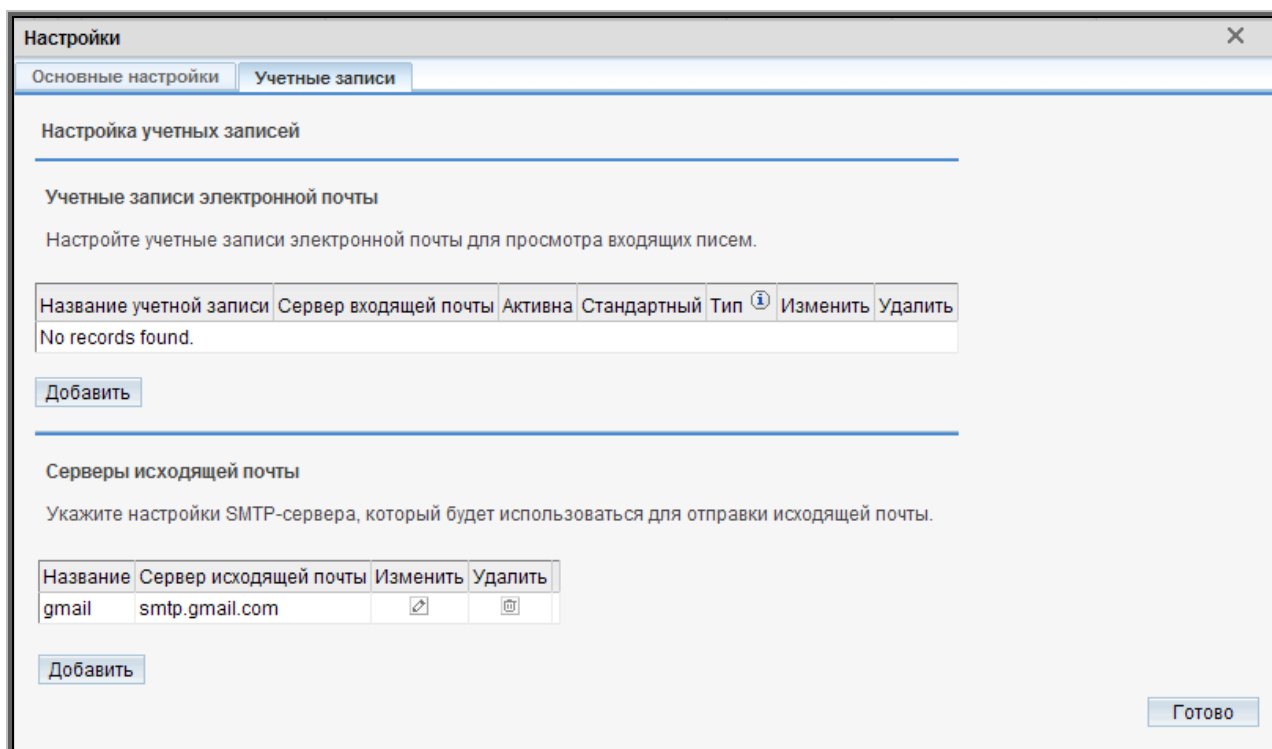 Настройки
Основные настройки Учетные записи
Настройка учетных записей
Учетные записи электронной почты
Настройте учетные записи электронной почты для просмотра входящих писем.
Название учетной записи Сервер входящей почты Активна Стандартный Тип Изменить Удалить
No records found.
Добавить
Серверы исходящей почты
Укажите настройки SMTP-сервера, который будет использоваться для отправки исходящей почты.
Название Сервер исходящей почты Изменить Удалить
gmail smtp.gmail.com
Добавить
Готово